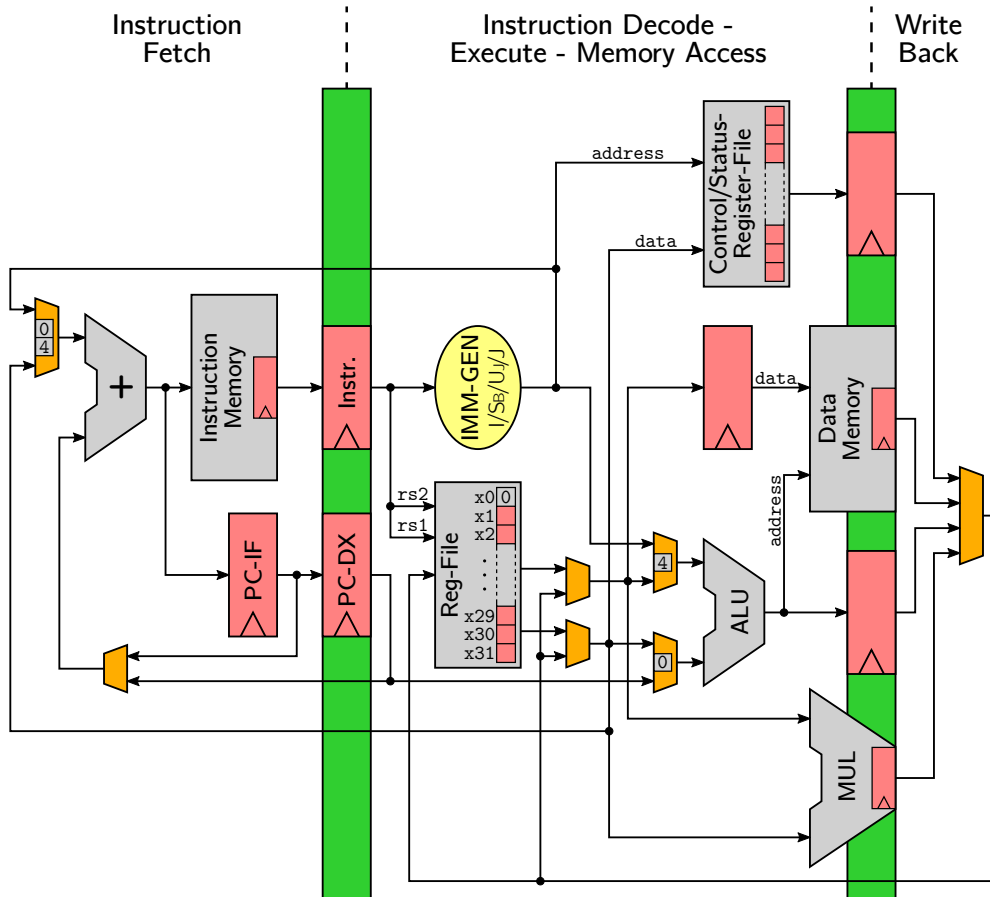 Instruction
Fetch
Instruction Decode -
Execute - Memory Access
Write
Back
address
data
Control/Status-
Register-File
0
4
+
Instruction
Memory
Instr.
IMM-GEN
I/SB/UJ/J
data
Data
Memory
address
rs2
rs1
Reg-File
x0 0
x1
x2
x29
x30
x31
PC-IF
PC-DX
4
0
ALU
MUL